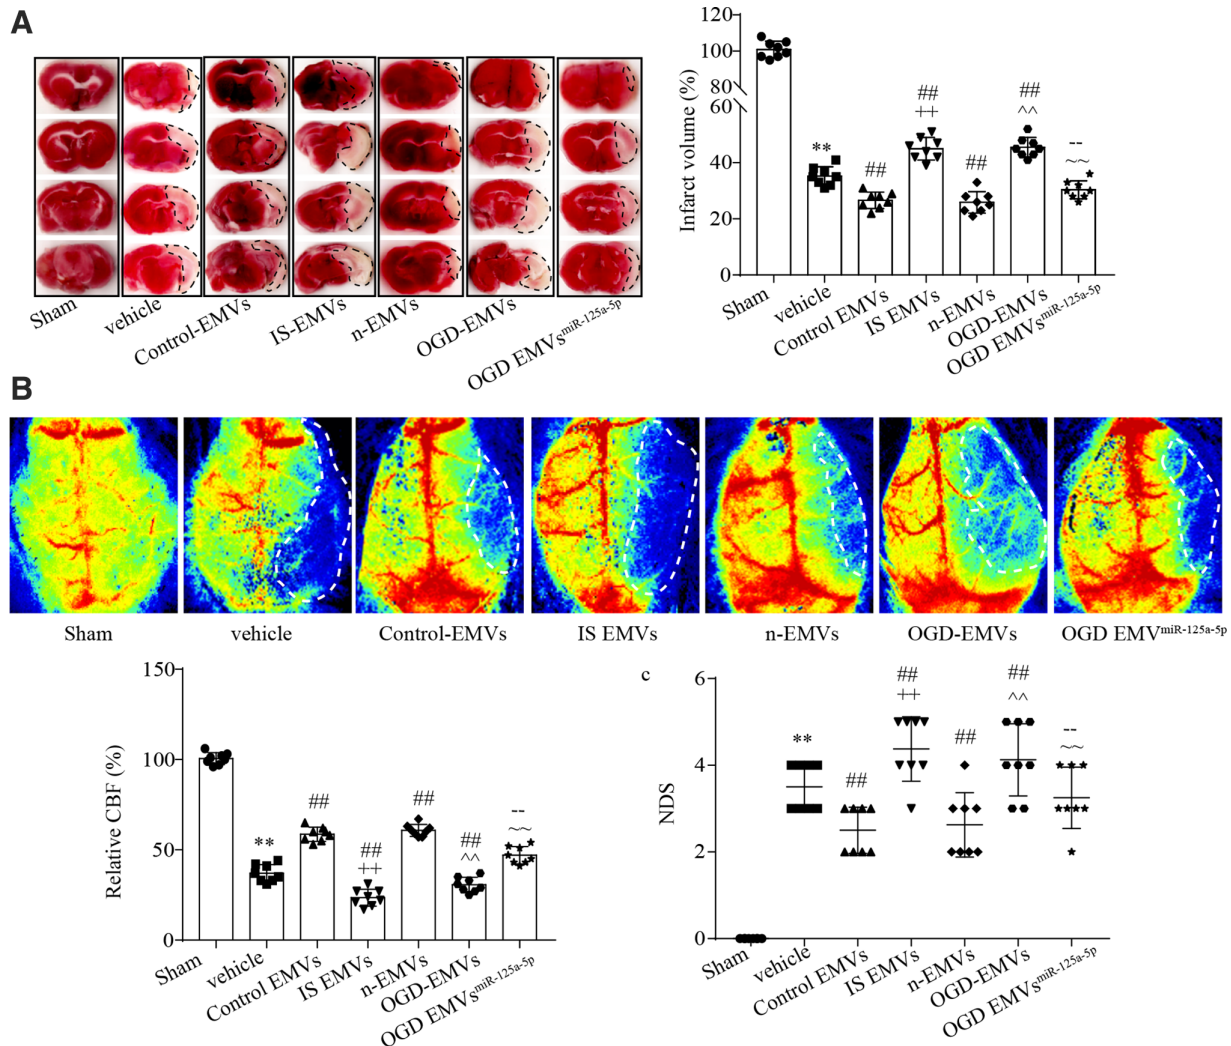 A
Sham
vehicle
Control-EMVs
IS-EMVs
n-EMVs
OGD-EMVs
OGD EMVsmiR-125a-5p
Infarct volume (%)
120
100
80
60
40
20
0
**
##
##
++
##
##
^^
--
~~
Sham
vehicle
Control EMVs
IS EMVs
n-EMVs
OGD-EMVs
OGD EMVsmiR-125a-5p
B
Sham
vehicle
Control-EMVs
IS EMVs
n-EMVs
OGD-EMVs
OGD EMVmiR-125a-5p
Relative CBF (%)
150
100
50
0
**
##
##
++
##
##
^^
--
~~
Sham
vehicle
Control EMVs
IS EMVs
n-EMVs
OGD-EMVs
OGD EMVsmiR-125a-5p
c
NDS
6
4
2
0
**
##
##
++
##
##
^^
--
~~
Sham
vehicle
Control EMVs
IS EMVs
n-EMVs
OGD-EMVs
OGD EMVsmiR-125a-5p